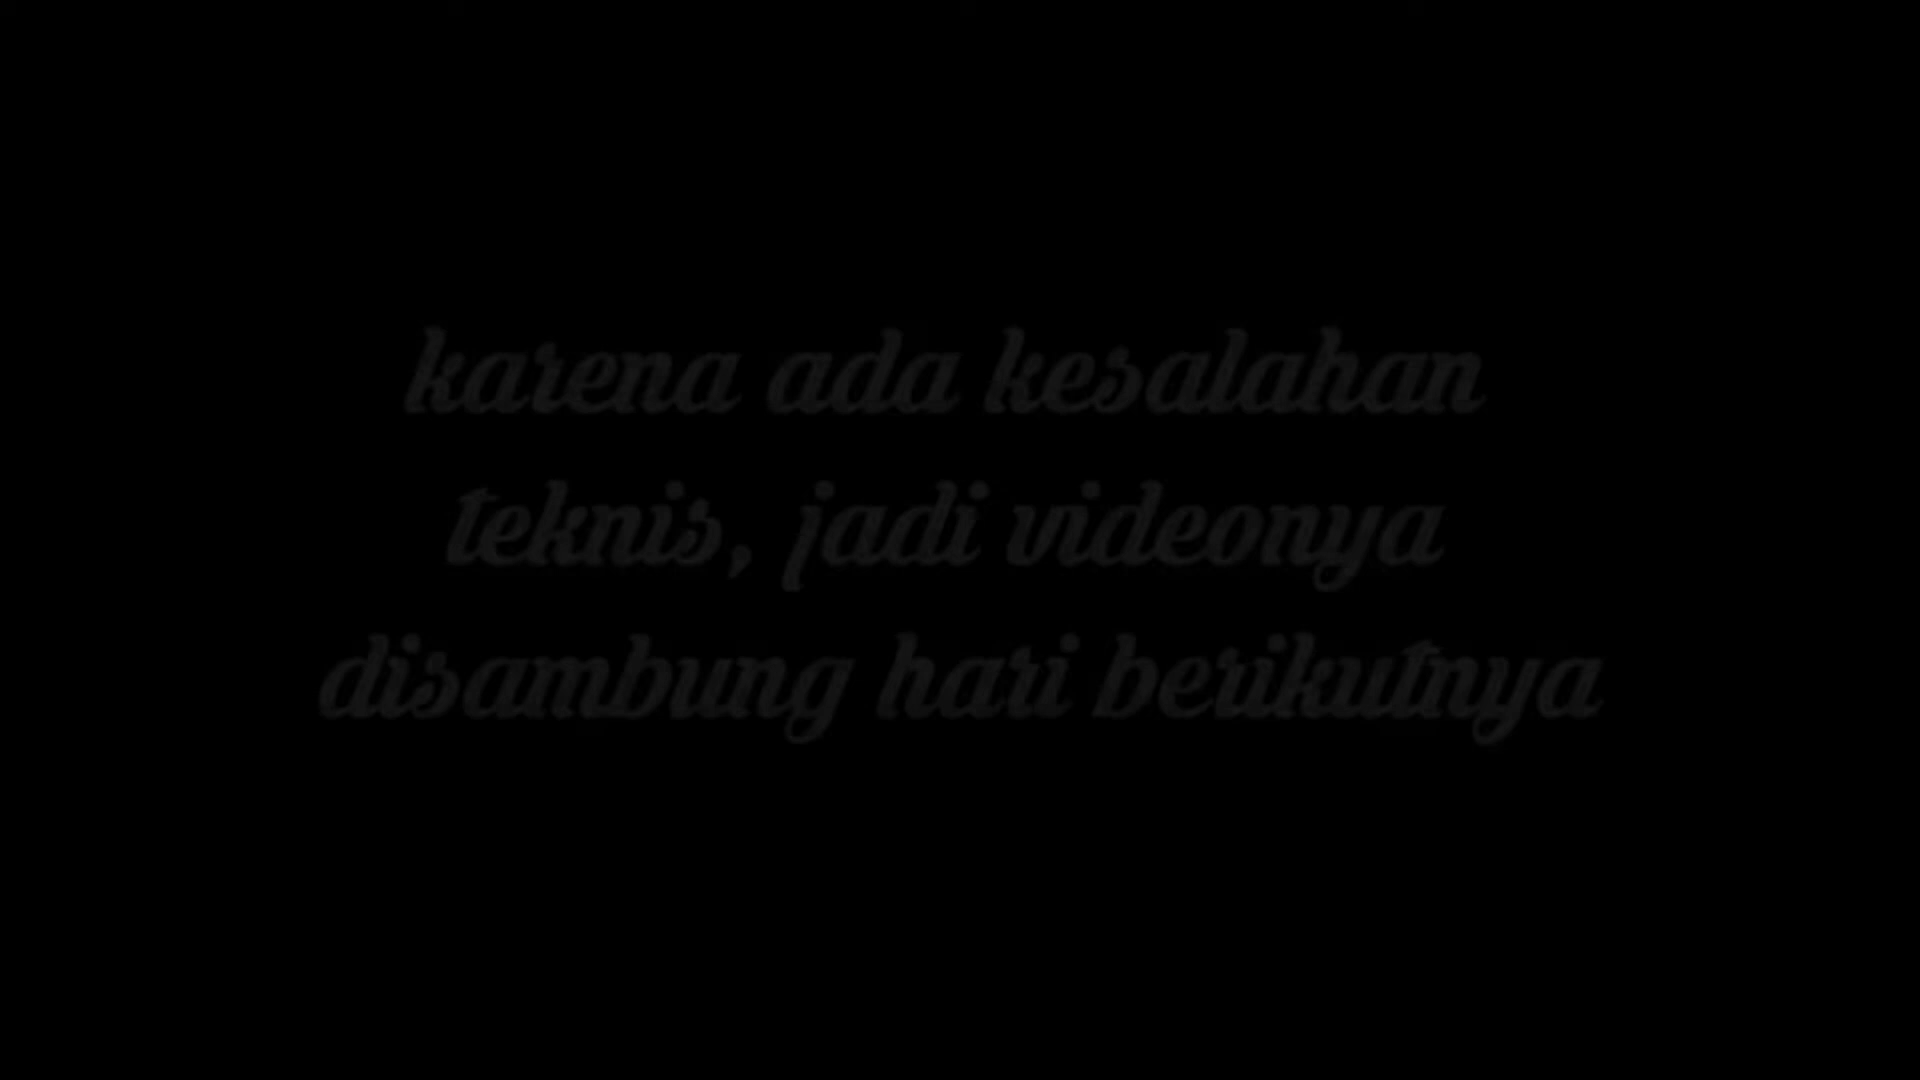 karena ada kesalahan
teknis, jadi videonya
disambung hari berikutnya